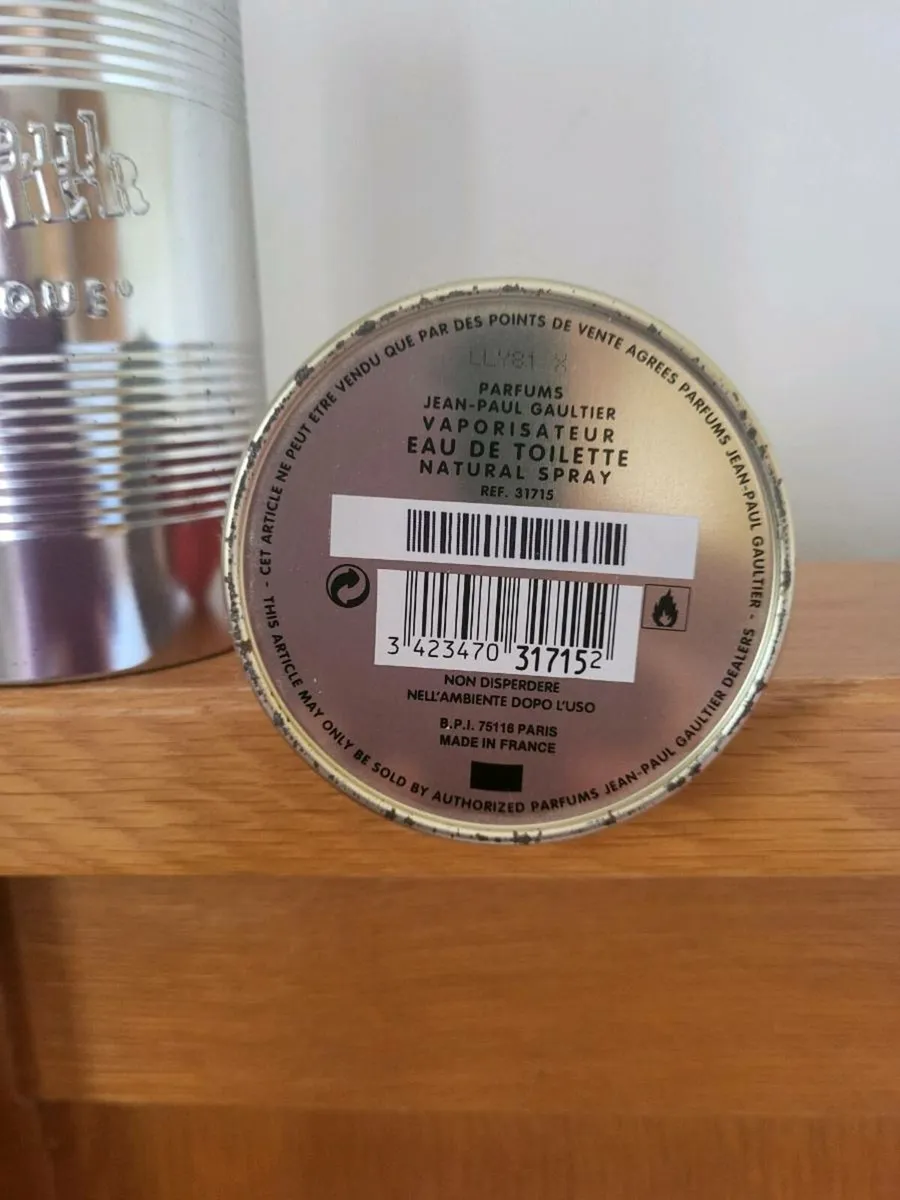 QUE"
LLY81 X
CET ARTICLE NE PEUT ETRE VENDU QUE PAR DES POINTS DE VENTE AGREES PARFUMS JEAN-PAUL GAULTIER -
THIS ARTICLE MAY ONLY BE SOLD BY AUTHORIZED PARFUMS JEAN-PAUL GAULTIER DEALERS -
PARFUMS
JEAN-PAUL GAULTIER
VAPORISATEUR
EAU DE TOILETTE
NATURAL SPRAY
REF. 31715
3 423470 317152
NON DISPERDERE
NELL'AMBIENTE DOPO L'USO
B.P.I. 75116 PARIS
MADE IN FRANCE